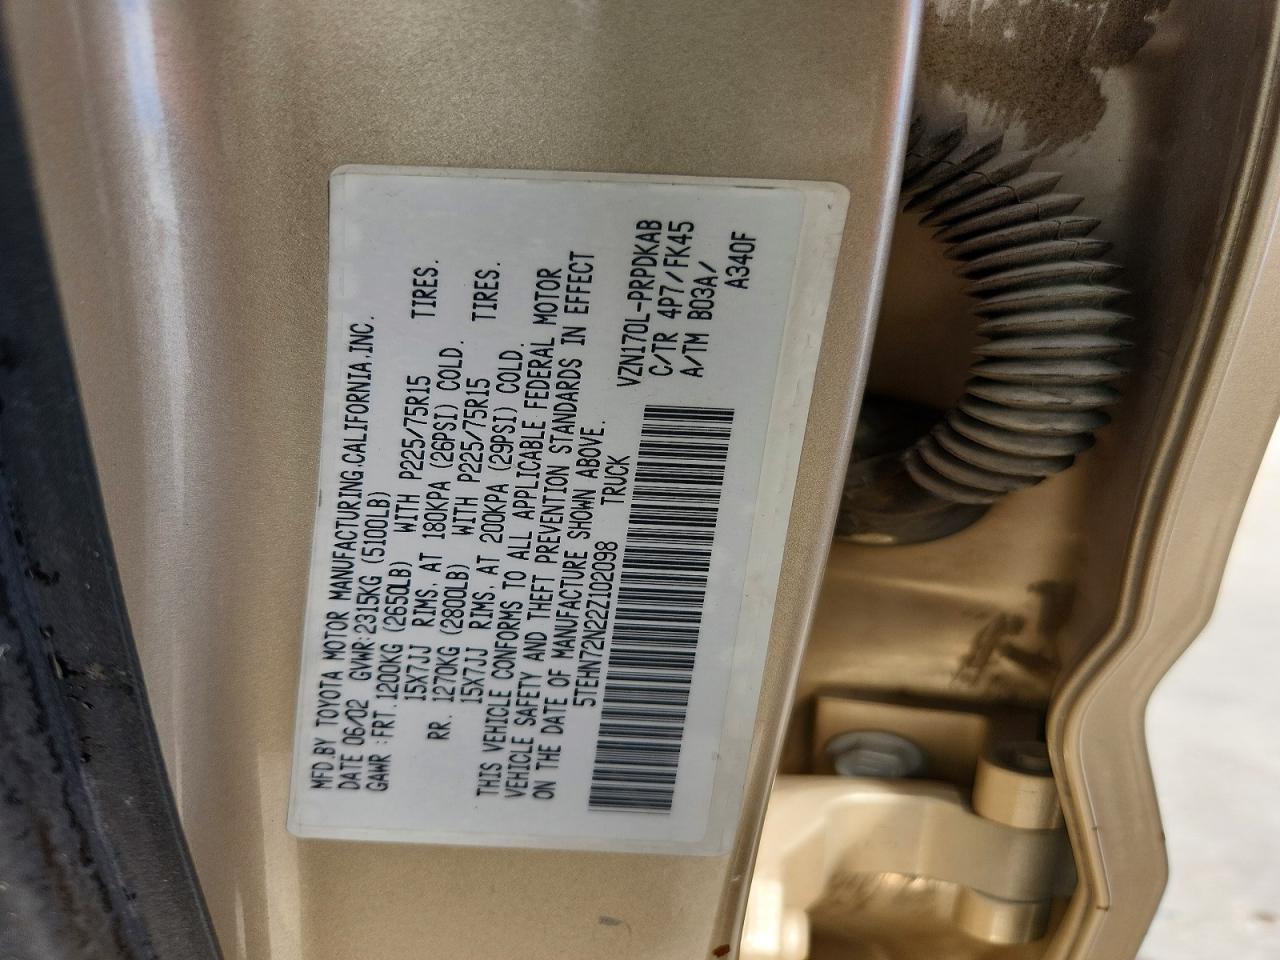 MFD.BY TOYOTA MOTOR MANUFACTURING,CALIFORNIA,INC.
DATE 06/02 GVWR:2315KG (5100LB)
GAWR :FRT.1200KG (2650LB) WITH P225/75R15 TIRES.
15X7JJ RIMS, AT 180KPA (26PSI) COLD.
RR. 1270KG (2800LB) WITH P225/75R15 TIRES.
15X7JJ RIMS, AT 200KPA (29PSI) COLD.
THIS VEHICLE CONFORMS TO ALL APPLICABLE FEDERAL MOTOR
VEHICLE SAFETY AND THEFT PREVENTION STANDARDS IN EFFECT
ON THE DATE OF MANUFACTURE SHOWN ABOVE.
5TEHN72N22Z102098 TRUCK
VZN170L-PRPDKAB
C/TR 4P7/FK45
A/TM B03A/
A340F